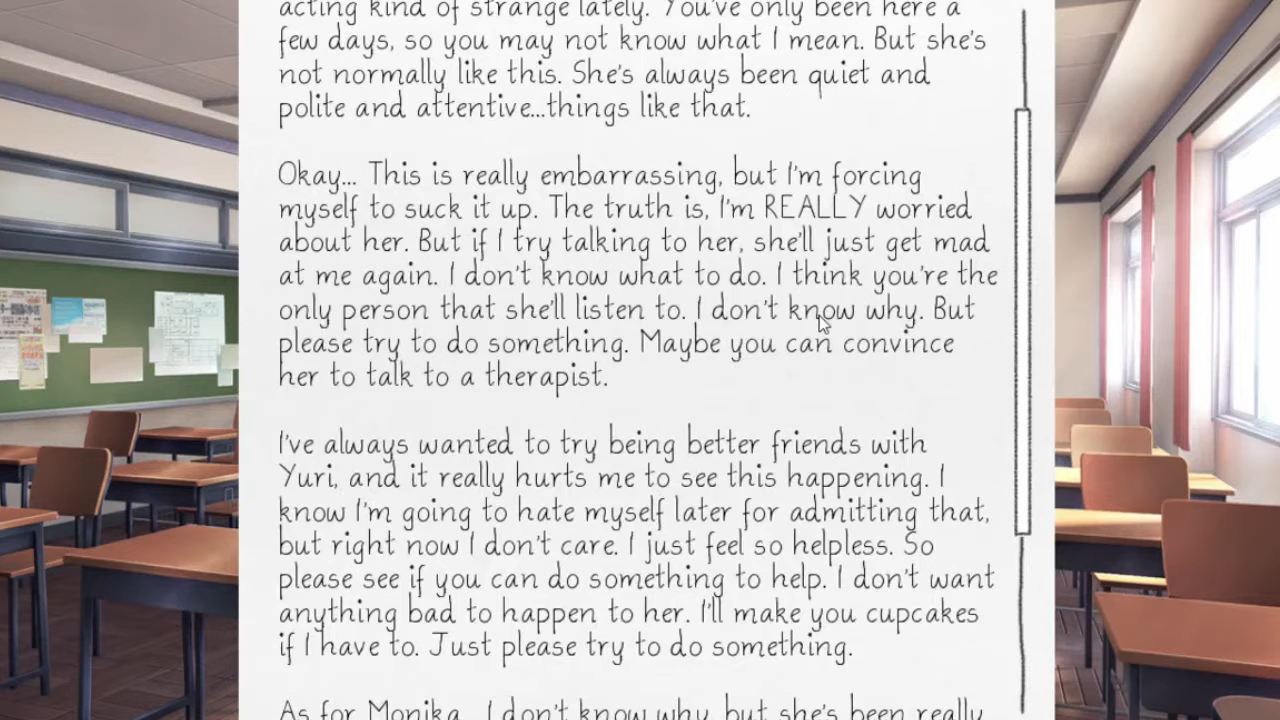 acting kind of strange lately. You've only been here a
few days, so you may not know what I mean. But she's
not normally like this. She's always been quiet and
polite and attentive...things like that.
Okay... This is really embarrassing, but I'm forcing
myself to suck it up. The truth is, I'm REALLY worried
about her. But if I try talking to her, she'll just get mad
at me again. I don't know what to do. I think you're the
only person that she'll listen to. I don't know why. But
please try to do something. Maybe you can convince
her to talk to a therapist.
I've always wanted to try being better friends with
Yuri, and it really hurts me to see this happening. I
know I'm going to hate myself later for admitting that,
but right now I don't care. I just feel so helpless. So
please see if you can do something to help. I don't want
anything bad to happen to her. I'll make you cupcakes
if I have to. Just please try to do something.
As for Monika...I don't know why, but she's been really